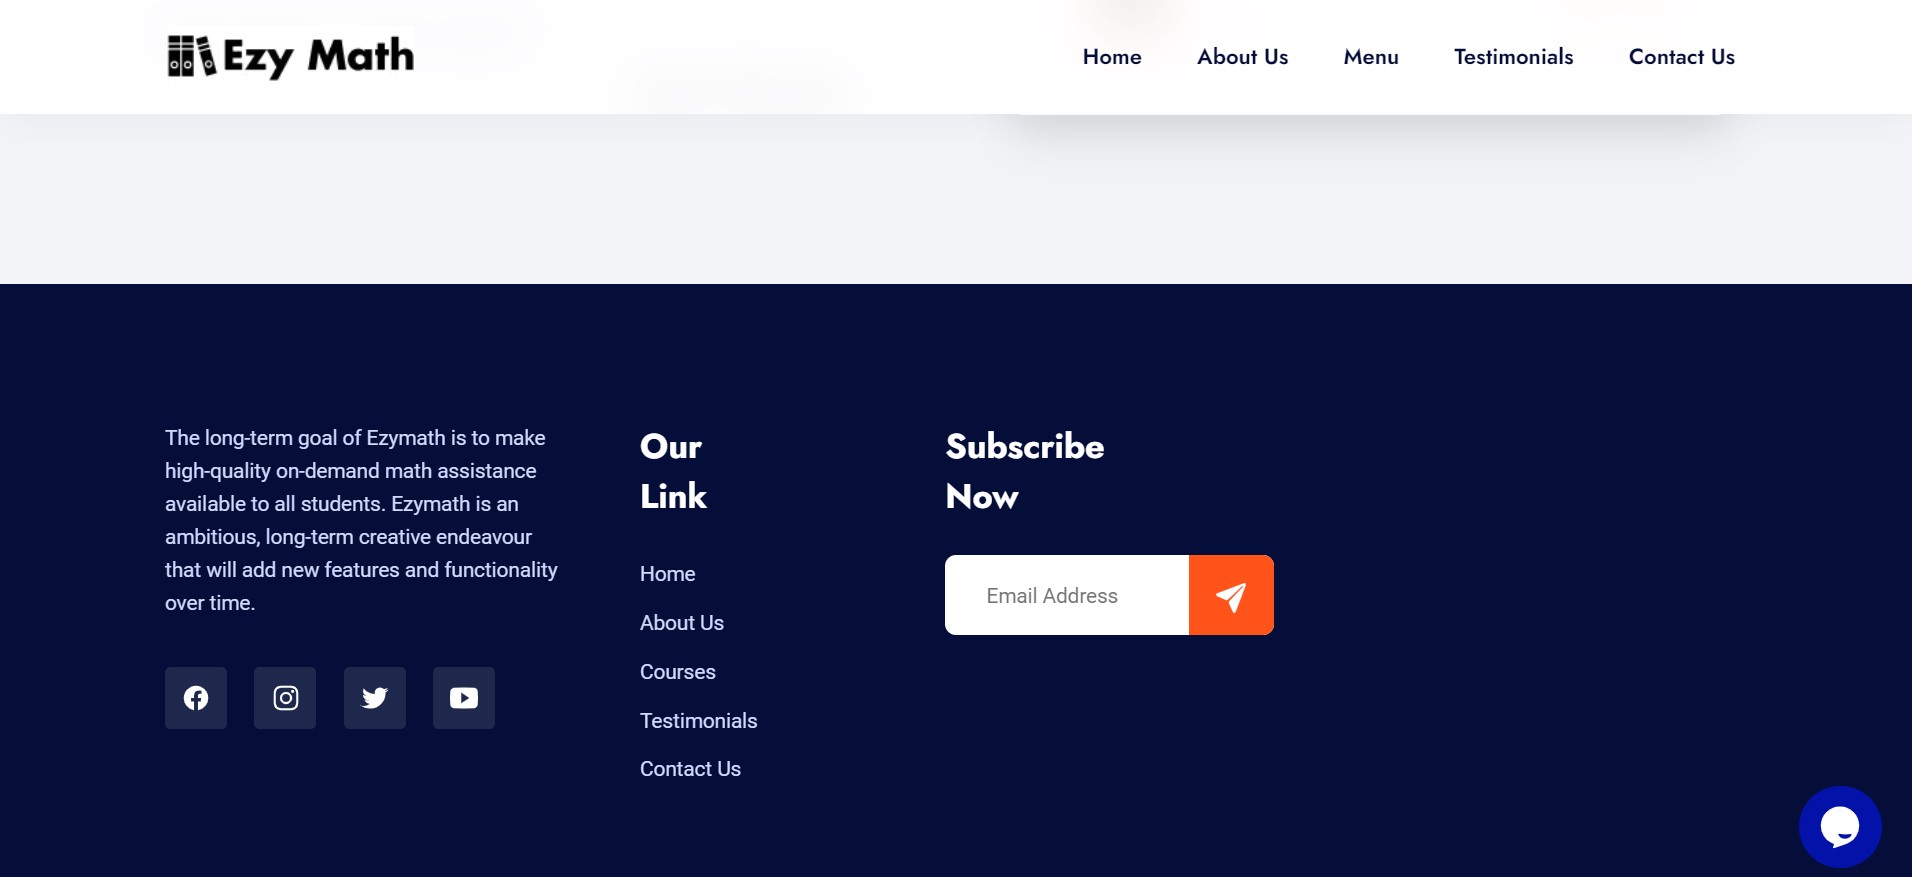 Ezy Math
Home About Us Menu Testimonials Contact Us
The long-term goal of Ezymath is to make
high-quality on-demand math assistance
available to all students. Ezymath is an
ambitious, long-term creative endeavour
that will add new features and functionality
over time.
Our
Link
Home
About Us
Courses
Testimonials
Contact Us
Subscribe
Now
Email Address